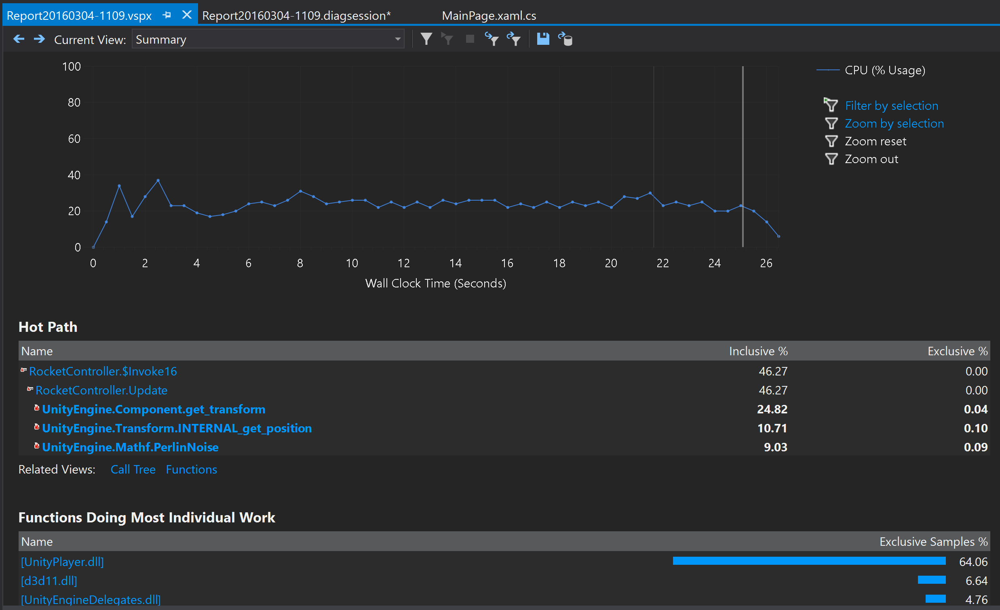 Report20160304-1109.vspx Report20160304-1109.diagsession* MainPage.xaml.cs
Current View: Summary
CPU (% Usage)
Filter by selection
Zoom by selection
Zoom reset
Zoom out
100
80
60
40
20
0
0 2 4 6 8 10 12 14 16 18 20 22 24 26
Wall Clock Time (Seconds)
Hot Path
Name Inclusive % Exclusive %
RocketController.$Invoke16 46.27 0.00
RocketController.Update 46.27 0.00
UnityEngine.Component.get_transform 24.82 0.04
UnityEngine.Transform.INTERNAL_get_position 10.71 0.10
UnityEngine.Mathf.PerlinNoise 9.03 0.09
Related Views: Call Tree Functions
Functions Doing Most Individual Work
Name Exclusive Samples %
[UnityPlayer.dll] 64.06
[d3d11.dll] 6.64
[UnityEngineDelegates.dll] 4.76